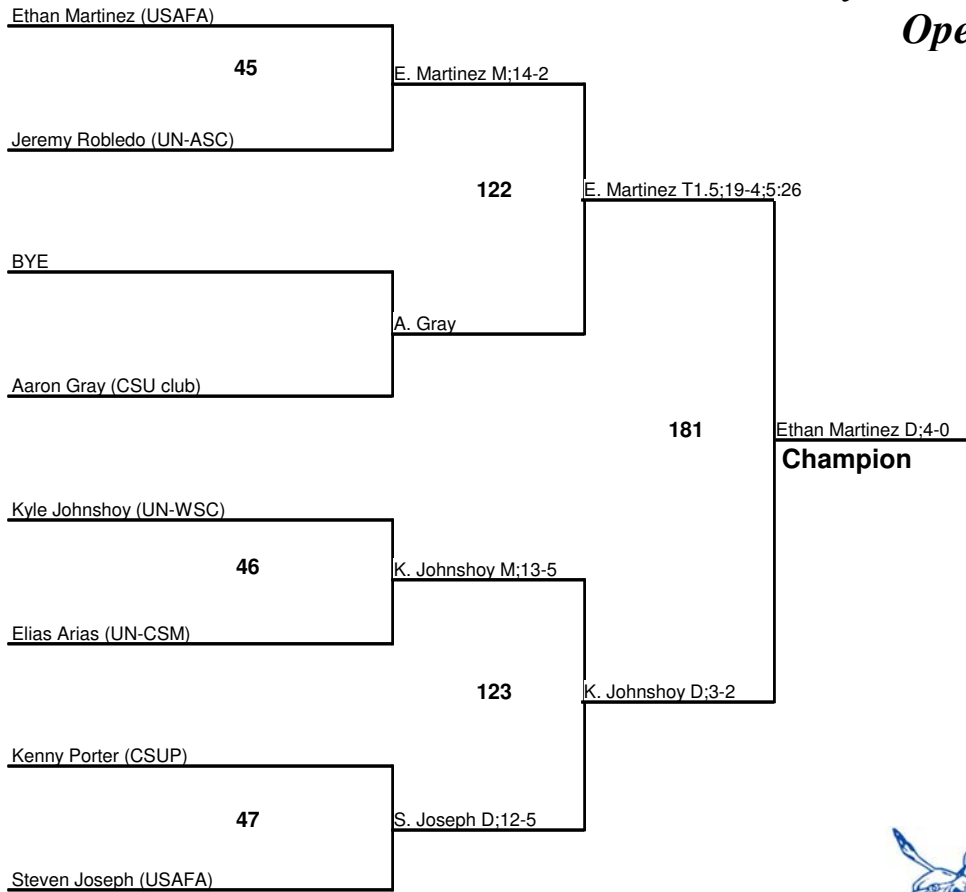 Ope
Ethan Martinez (USAFA)
45
E. Martinez M;14-2
Jeremy Robledo (UN-ASC)
122
E. Martinez T1.5;19-4;5:26
BYE
A. Gray
Aaron Gray (CSU club)
181
Ethan Martinez D;4-0
Champion
Kyle Johnshoy (UN-WSC)
46
K. Johnshoy M;13-5
Elias Arias (UN-CSM)
123
K. Johnshoy D;3-2
Kenny Porter (CSUP)
47
S. Joseph D;12-5
Steven Joseph (USAFA)